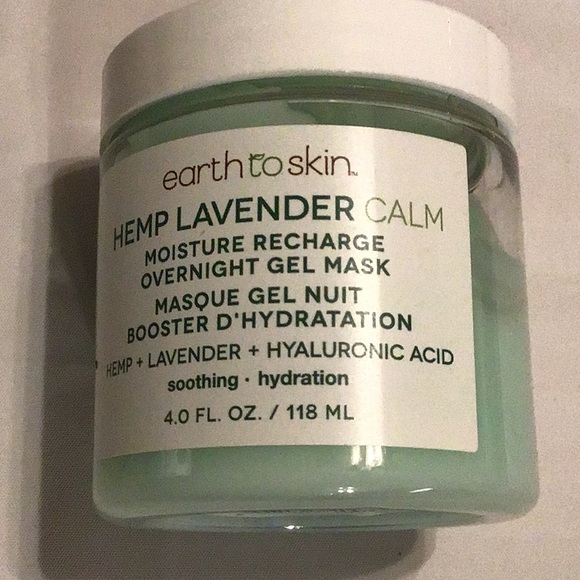 earth to skin™
HEMP LAVENDER CALM
MOISTURE RECHARGE
OVERNIGHT GEL MASK
MASQUE GEL NUIT
BOOSTER D'HYDRATATION
HEMP + LAVENDER + HYALURONIC ACID
soothing · hydration
4.0 FL. OZ. / 118 ML